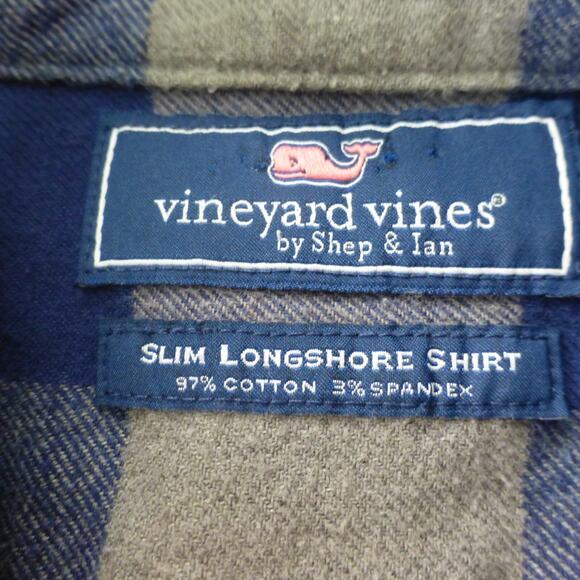 vineyard vines®
by Shep & Ian
SLIM LONGSHORE SHIRT
97% COTTON 3% SPANDEX